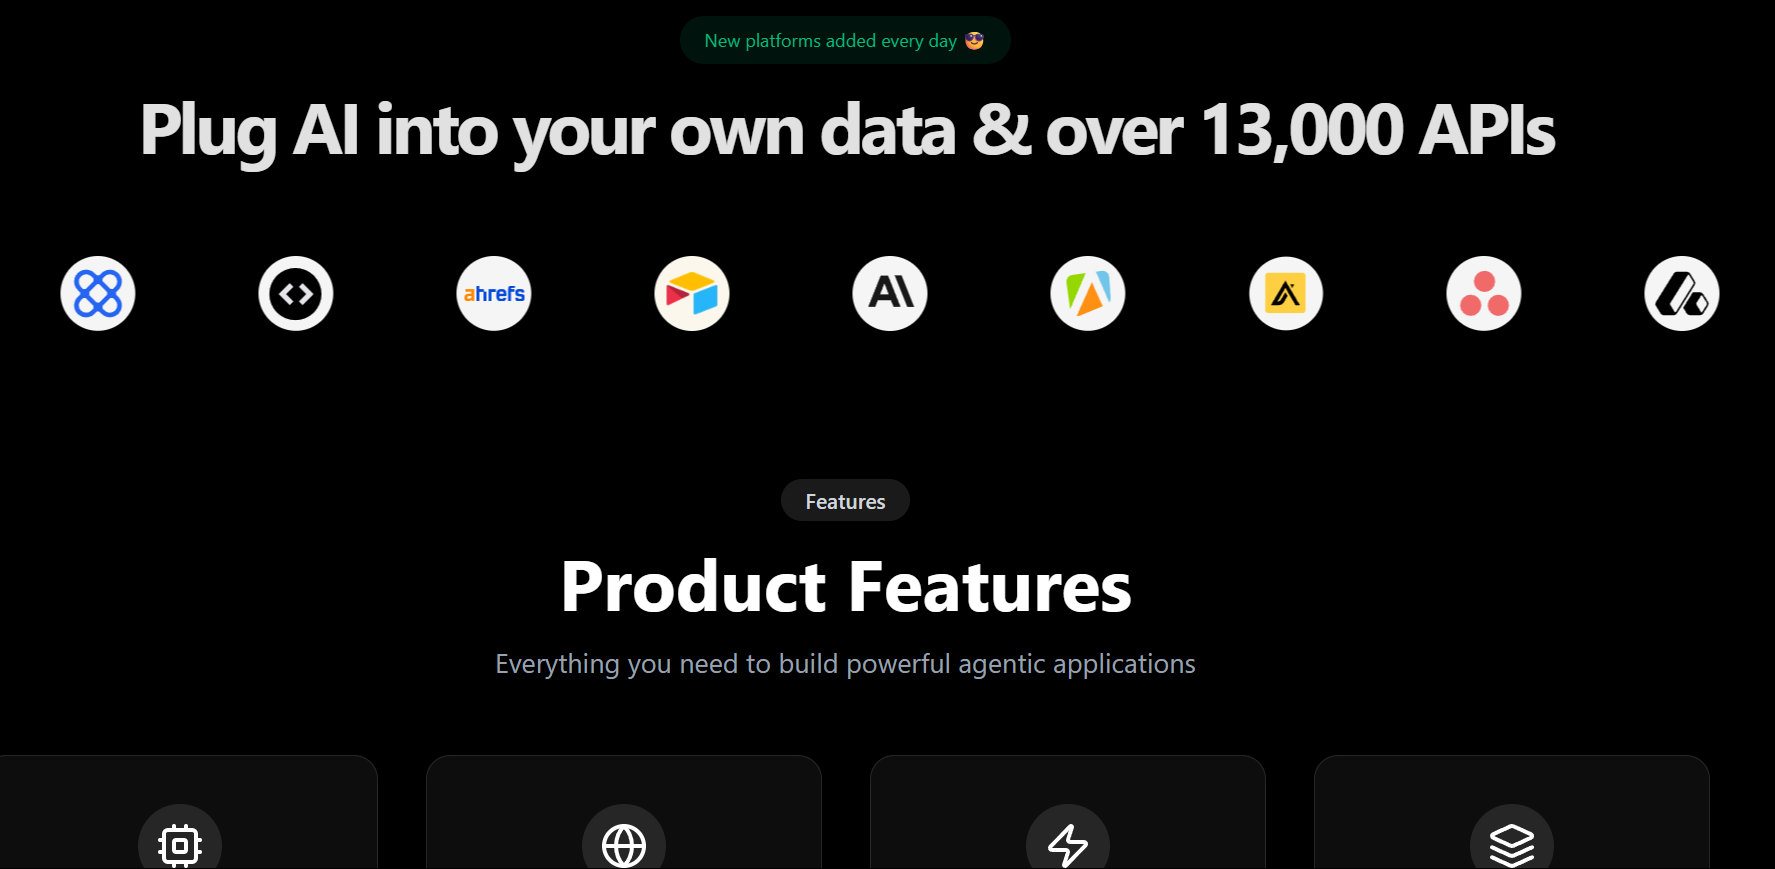 New platforms added every day 😎
Plug AI into your own data & over 13,000 APIs
ahrefs
Features
Product Features
Everything you need to build powerful agentic applications